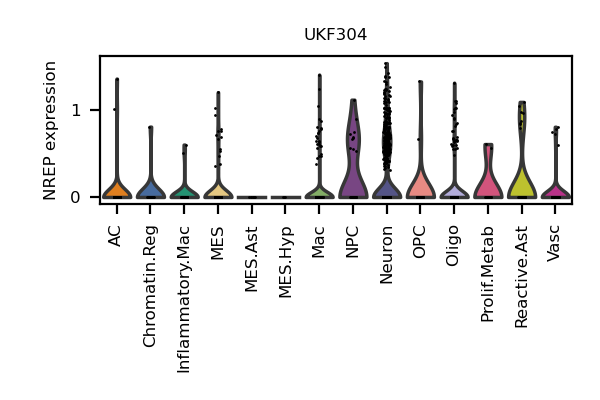 UKF304
NREP expression
1
0
AC
Chromatin.Reg
Inflammatory.Mac
MES
MES.Ast
MES.Hyp
Mac
NPC
Neuron
OPC
Oligo
Prolif.Metab
Reactive.Ast
Vasc